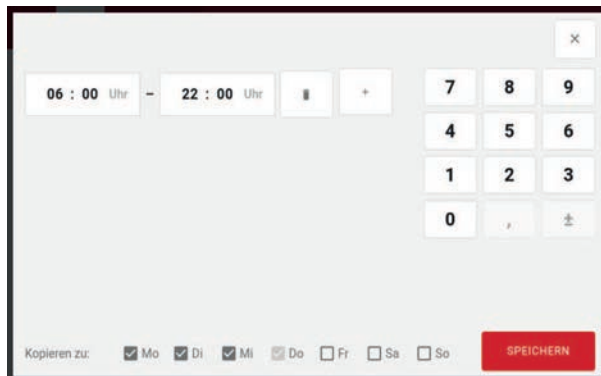 ×
06 : 00 Uhr – 22 : 00 Uhr +
7 8 9
4 5 6
1 2 3
0 , ±
Kopieren zu: Mo Di Mi Do Fr Sa So SPEICHERN